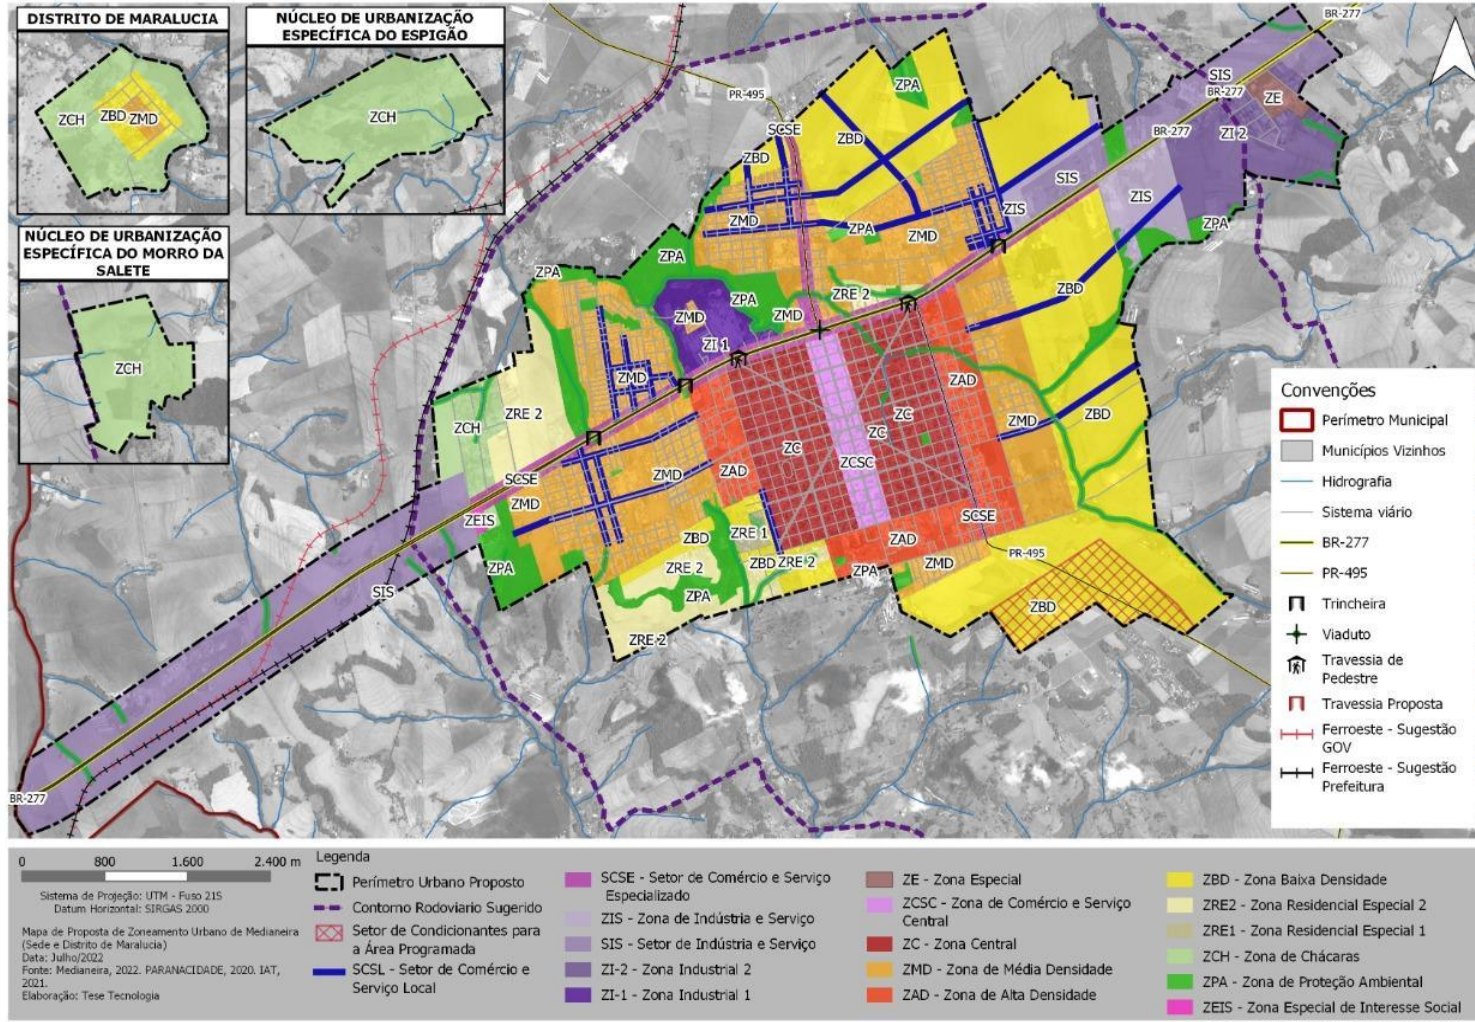 DISTRITO DE MARALUCIA
ZCH
ZBD
ZMD
NÚCLEO DE URBANIZAÇÃO
ESPECÍFICA DO ESPIGÃO
ZCH
NÚCLEO DE URBANIZAÇÃO
ESPECÍFICA DO MORRO DA
SALETE
ZCH
BR-277
SIS
BR-277
ZE
PR-495
ZPA
SCSE
ZBD
BR-277
ZI 2
ZBD
SIS
ZIS
ZIS
ZMD
ZPA
ZMD
ZPA
ZPA
ZPA
ZPA
ZRE 2
ZBD
ZMD
ZMD
ZI 1
ZMD
ZAD
ZRE 2
ZCH
ZC
ZC
ZC
ZMD
ZBD
ZCSC
SCSE
ZMD
ZAD
ZMD
ZEIS
SCSE
ZRE 1
ZBD
ZAD
PR-495
ZPA
ZRE 2
ZBD
ZRE 2
ZPA
ZMD
SIS
ZPA
ZBD
ZRE 2
BR-277
Convenções
Perímetro Municipal
Municípios Vizinhos
Hidrografia
Sistema viário
BR-277
PR-495
Trincheira
Viaduto
Travessia de
Pedestre
Travessia Proposta
Ferroeste - Sugestão
GOV
Ferroeste - Sugestão
Prefeitura
0 800 1.600 2.400 m
Sistema de Projeção: UTM - Fuso 21S
Datum Horizontal: SIRGAS 2000
Mapa de Proposta de Zoneamento Urbano de Medianeira
(Sede e Distrito de Maralucia)
Data: Julho/2022
Fonte: Medianeira, 2022. PARANACIDADE, 2020. IAT,
2021.
Elaboração: Tese Tecnologia
Legenda
Perímetro Urbano Proposto
Contorno Rodoviario Sugerido
Setor de Condicionantes para
a Área Programada
SCSL - Setor de Comércio e
Serviço Local
SCSE - Setor de Comércio e Serviço
Especializado
ZIS - Zona de Indústria e Serviço
SIS - Setor de Indústria e Serviço
ZI-2 - Zona Industrial 2
ZI-1 - Zona Industrial 1
ZE - Zona Especial
ZCSC - Zona de Comércio e Serviço
Central
ZC - Zona Central
ZMD - Zona de Média Densidade
ZAD - Zona de Alta Densidade
ZBD - Zona Baixa Densidade
ZRE2 - Zona Residencial Especial 2
ZRE1 - Zona Residencial Especial 1
ZCH - Zona de Chácaras
ZPA - Zona de Proteção Ambiental
ZEIS - Zona Especial de Interesse Social